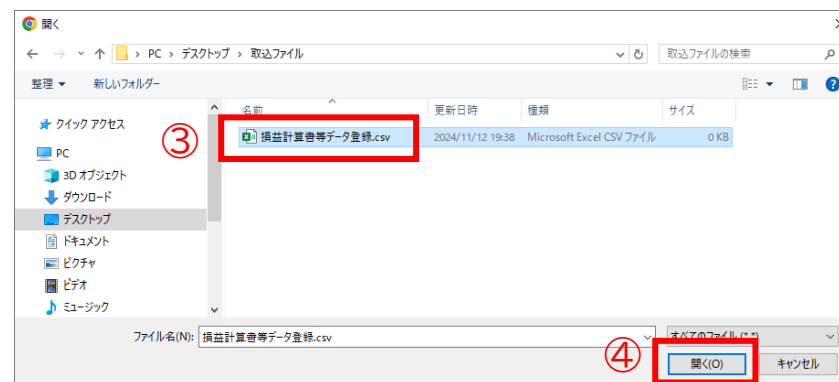 開く
PC > デスクトップ > 取込ファイル
取込ファイルの検索
整理 新しいフォルダー
名前 更新日時 種類 サイズ
③
損益計算書等データ登録.csv 2024/11/12 19:38 Microsoft Excel CSV ファイル 0 KB
クイック アクセス
PC
3D オブジェクト
ダウンロード
デスクトップ
ドキュメント
ピクチャ
ビデオ
ミュージック
ファイル名(N): 損益計算書等データ登録.csv すべてのファイル (*.*)
④
開く(O) キャンセル